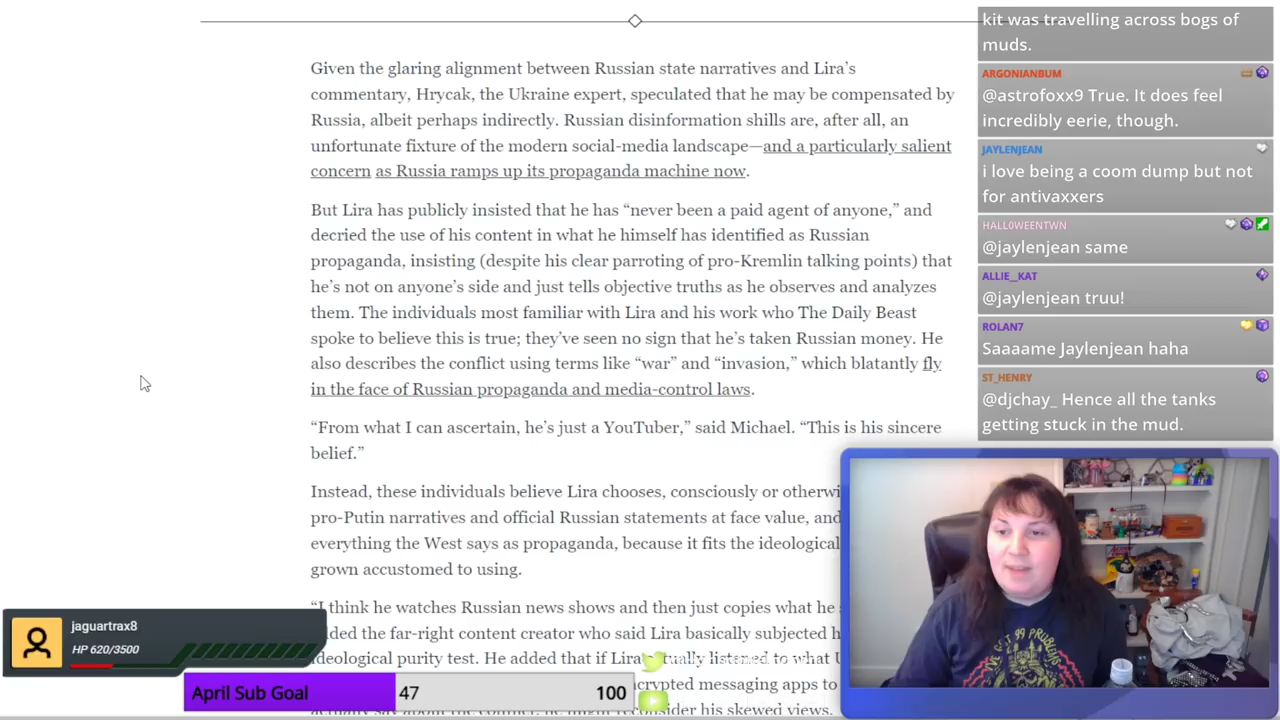 Given the glaring alignment between Russian state narratives and Lira’s
commentary, Hrycak, the Ukraine expert, speculated that he may be compensated by
Russia, albeit perhaps indirectly. Russian disinformation shills are, after all, an
unfortunate fixture of the modern social-media landscape—and a particularly salient
concern as Russia ramps up its propaganda machine now.
But Lira has publicly insisted that he has “never been a paid agent of anyone,” and
decried the use of his content in what he himself has identified as Russian
propaganda, insisting (despite his clear parroting of pro-Kremlin talking points) that
he’s not on anyone’s side and just tells objective truths as he observes and analyzes
them. The individuals most familiar with Lira and his work who The Daily Beast
spoke to believe this is true; they’ve seen no sign that he’s taken Russian money. He
also describes the conflict using terms like “war” and “invasion,” which blatantly fly
in the face of Russian propaganda and media-control laws.
“From what I can ascertain, he’s just a YouTuber,” said Michael. “This is his sincere
belief.”
Instead, these individuals believe Lira chooses, consciously or otherwi
pro-Putin narratives and official Russian statements at face value, and
everything the West says as propaganda, because it fits the ideological
grown accustomed to using.
“I think he watches Russian news shows and then just copies what he
the far-right content creator who said Lira basically subjected h
ideological purity test. He added that if Lira listened to what U
messaging apps to
his skewed views.
kit was travelling across bogs of
muds.
ARGONIANBUM
@astrofoxx9 True. It does feel
incredibly eerie, though.
JAYLENJEAN
i love being a coom dump but not
for antivaxxers
HALL0WEENTWN
@jaylenjean same
ALLIE__KAT
@jaylenjean truu!
ROLAN7
Saaaame Jaylenjean haha
ST_HENRY
@djchay_ Hence all the tanks
getting stuck in the mud.
jaguartrax8
HP 620/3500
April Sub Goal 47 100